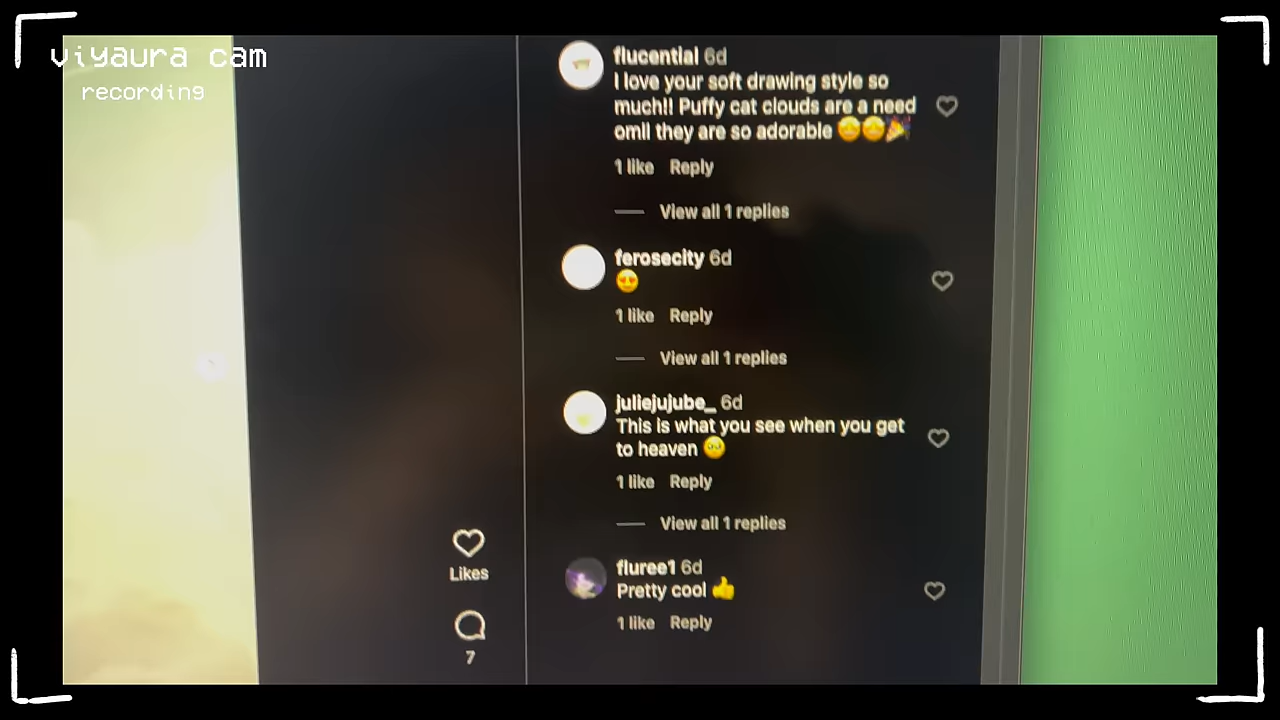 viyaura cam
recording
flucential 6d
I love your soft drawing style so
much!! Puffy cat clouds are a need
omll they are so adorable 🤩🤩🎉
1 like Reply
View all 1 replies
ferosecity 6d
😍
1 like Reply
View all 1 replies
juliejujube_ 6d
This is what you see when you get
to heaven 🥹
1 like Reply
View all 1 replies
fluree1 6d
Pretty cool 👍
1 like Reply
Likes
7